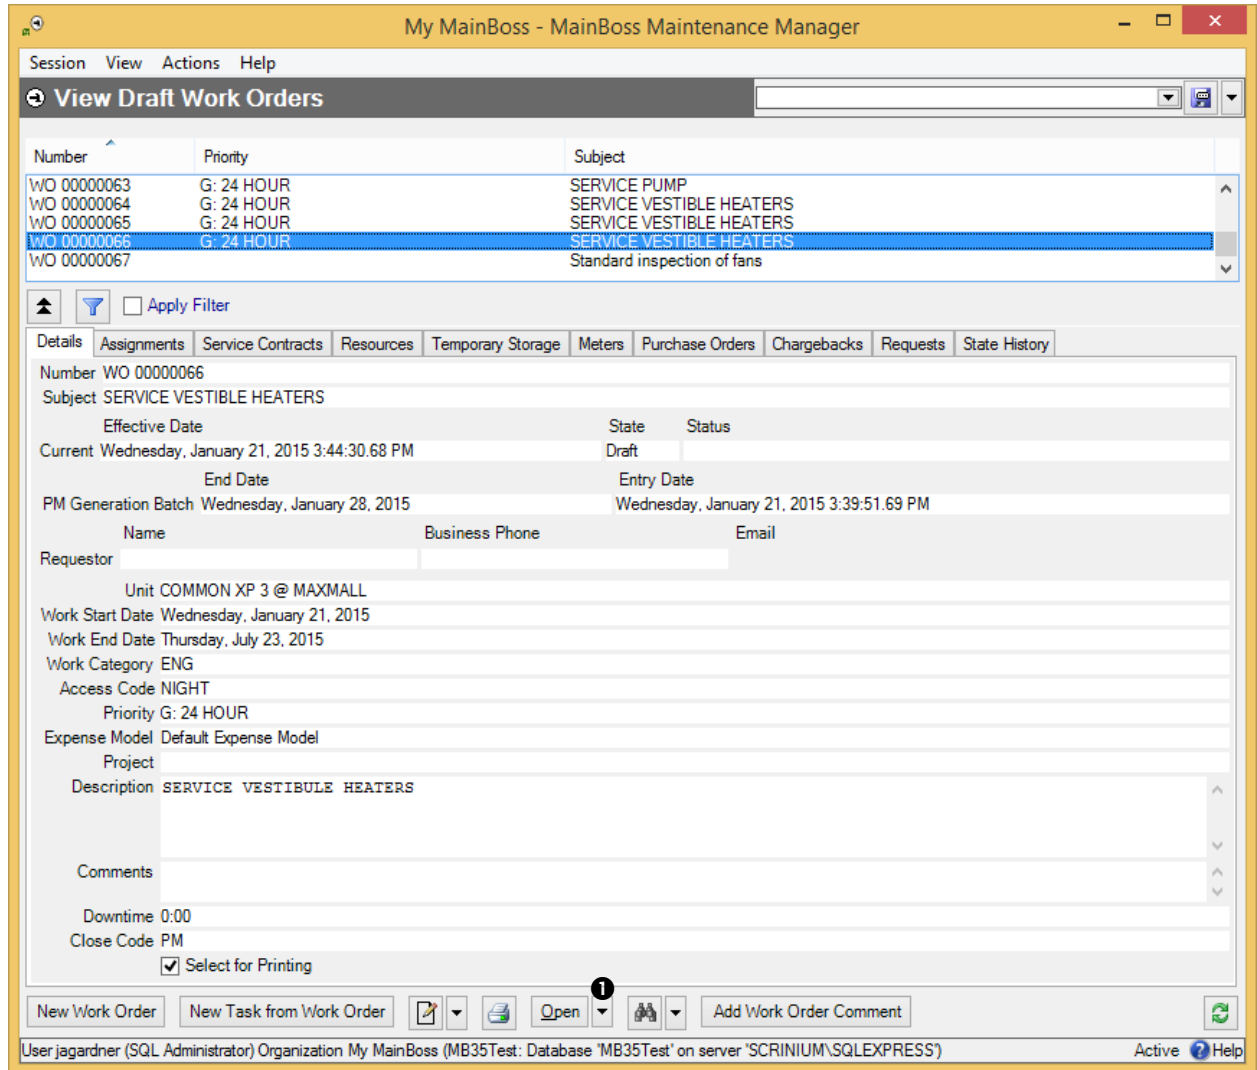 My MainBoss - MainBoss Maintenance Manager
Session View Actions Help
View Draft Work Orders
Number Priority Subject
WO 00000063 G: 24 HOUR SERVICE PUMP
WO 00000064 G: 24 HOUR SERVICE VESTIBLE HEATERS
WO 00000065 G: 24 HOUR SERVICE VESTIBLE HEATERS
WO 00000066 G: 24 HOUR SERVICE VESTIBLE HEATERS
WO 00000067 Standard inspection of fans
Apply Filter
Details Assignments Service Contracts Resources Temporary Storage Meters Purchase Orders Chargebacks Requests State History
Number WO 00000066
Subject SERVICE VESTIBLE HEATERS
Effective Date State Status
Current Wednesday, January 21, 2015 3:44:30.68 PM Draft
End Date Entry Date
PM Generation Batch Wednesday, January 28, 2015 Wednesday, January 21, 2015 3:39:51.69 PM
Name Business Phone Email
Requestor
Unit COMMON XP 3 @ MAXMALL
Work Start Date Wednesday, January 21, 2015
Work End Date Thursday, July 23, 2015
Work Category ENG
Access Code NIGHT
Priority G: 24 HOUR
Expense Model Default Expense Model
Project
Description SERVICE VESTIBULE HEATERS
Comments
Downtime 0:00
Close Code PM
Select for Printing
1
New Work Order New Task from Work Order Open Add Work Order Comment
User jagardner (SQL Administrator) Organization My MainBoss (MB35Test: Database 'MB35Test' on server 'SCRINIUM\SQLEXPRESS') Active Help